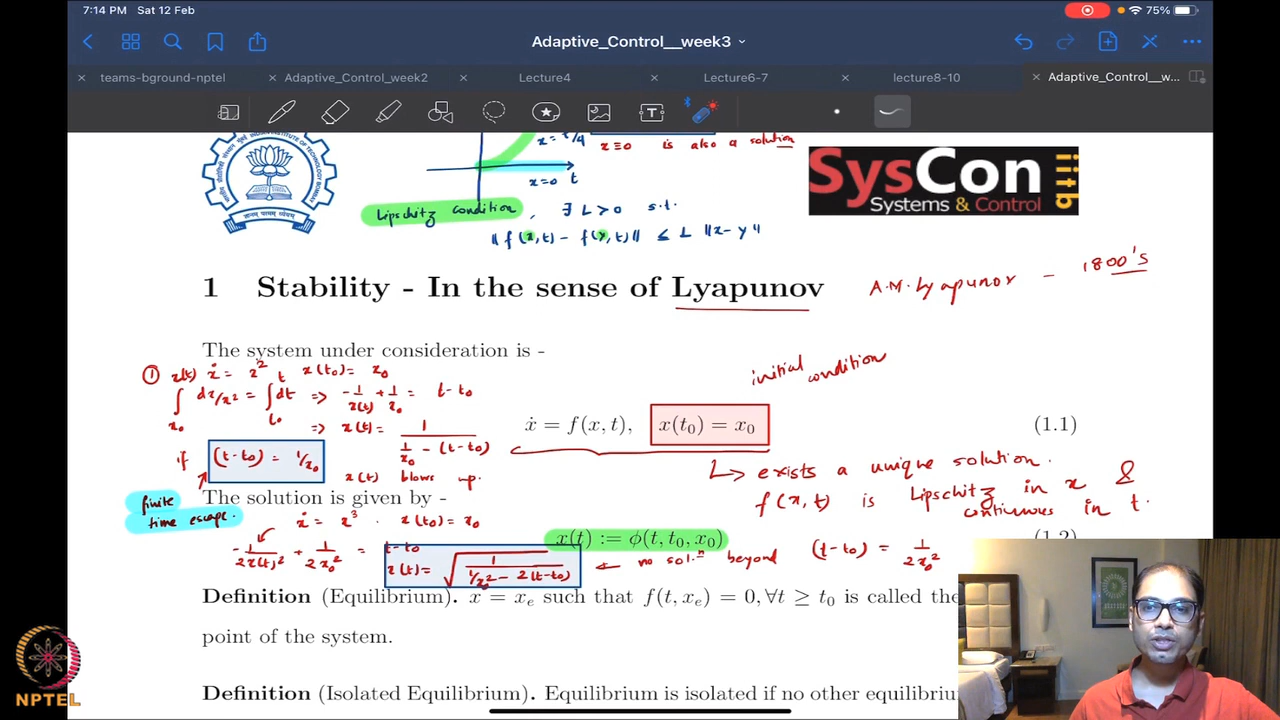 7:14 PM Sat 12 Feb
75%
Adaptive_Control__week3
teams-bground-nptel
Adaptive_Control_week2
Lecture4
Lecture6-7
lecture8-10
Adaptive_Control__w...
x = t²/4
x ≡ 0 is also a solution
x=0 t
Lipschitz condition, ∃ L > 0 s.t.
‖f(x,t) - f(y,t)‖ ≤ L ‖x-y‖
SysCon
Systems & Control
iitb
1 Stability - In the sense of Lyapunov
A.M. Lyapunov - 1800's
The system under consideration is -
① ẋ = x² x(t0) = x0
∫ x0 x(t) dx/x² = ∫ t0 t dt => -1/x(t) + 1/x0 = t-t0
=> x(t) = 1/(1/x0 - (t-t0))
if (t-t0) = 1/x0 x(t) blows up.
finite time escape.
initial condition
ẋ = f(x, t), x(t0) = x0 (1.1)
↳ exists a unique solution.
f(x,t) is Lipschitz in x &
continuous in t.
The solution is given by -
ẋ = x³. x(t0) = x0
-1/2x(t)² + 1/2x0² = t-t0
x(t) = √(1/(1/x0² - 2(t-t0))) ← no solⁿ beyond (t-t0) = 1/2x0²
x(t) := ϕ(t, t0, x0) (1.2)
Definition (Equilibrium). x = xe such that f(t, xe) = 0, ∀t ≥ t0 is called the
point of the system.
Definition (Isolated Equilibrium). Equilibrium is isolated if no other
NPTEL